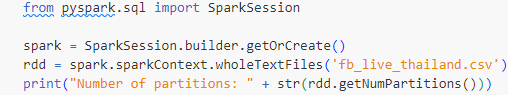 from pyspark.sql import SparkSession
spark = SparkSession.builder.getOrCreate()
rdd = spark.sparkContext.wholeTextFiles('fb_live_thailand.csv')
print("Number of partitions: " + str(rdd.getNumPartitions()))